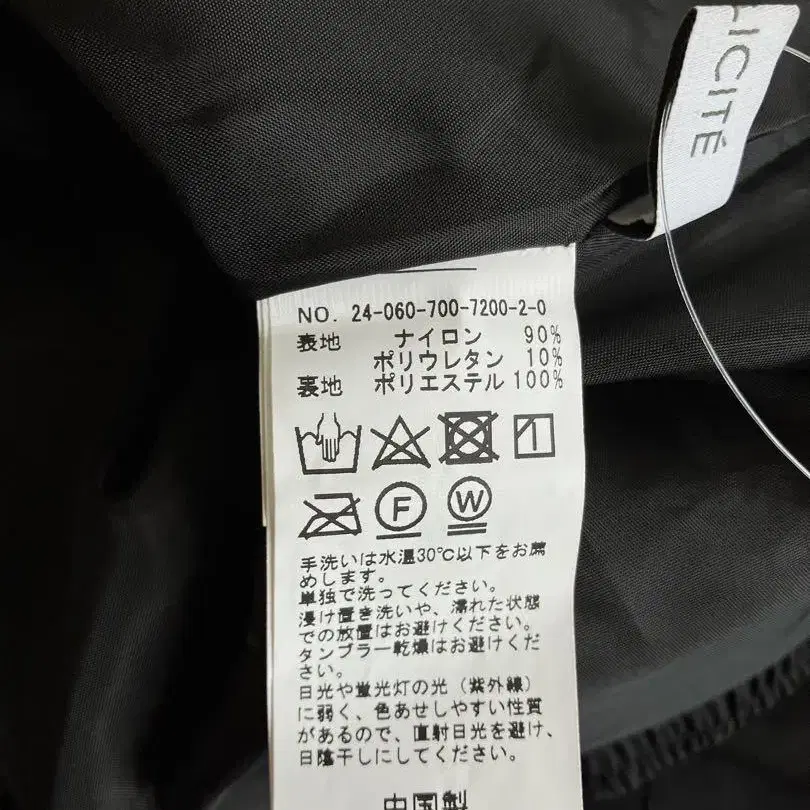 LICITÉ
NO. 24-060-700-7200-2-0
表地 ナイロン 90%
ポリウレタン 10%
裏地 ポリエステル 100%
F W
手洗いは水温30℃以下をお薦
めします。
単独で洗ってください。
浸け置き洗いや、濡れた状態
での放置はお避けください。
タンブラー乾燥はお避けくだ
さい。
日光や蛍光灯の光（紫外線）
に弱く、色あせしやすい性質
があるので、直射日光を避け、
日陰干しにしてください。
中国製